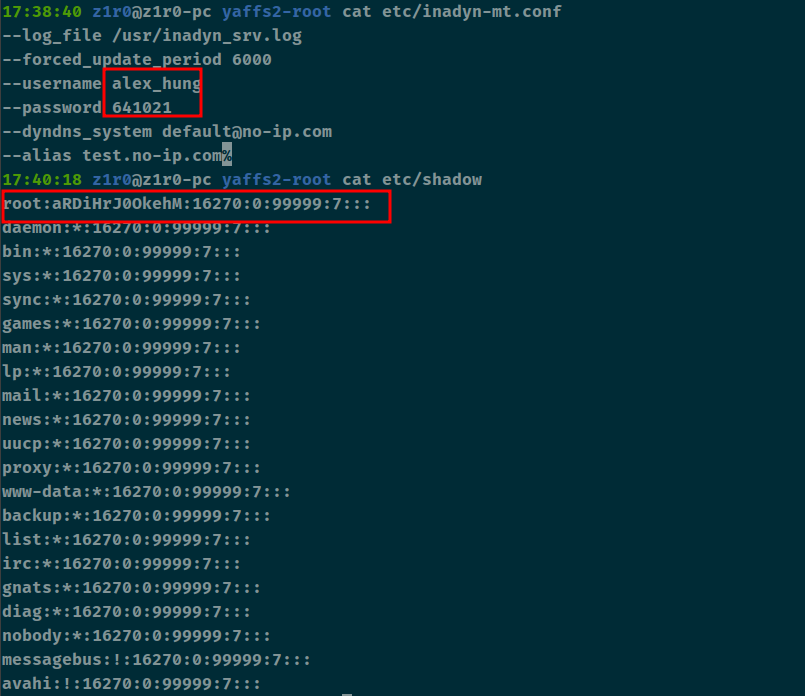 17:38:40 z1r0@z1r0-pc yaffs2-root cat etc/inadyn-mt.conf
--log_file /usr/inadyn_srv.log
--forced_update_period 6000
--username alex_hung
--password 641021
--dyndns_system default@no-ip.com
--alias test.no-ip.com%
17:40:18 z1r0@z1r0-pc yaffs2-root cat etc/shadow
root:aRDiHrJ0OkehM:16270:0:99999:7:::
daemon:*:16270:0:99999:7:::
bin:*:16270:0:99999:7:::
sys:*:16270:0:99999:7:::
sync:*:16270:0:99999:7:::
games:*:16270:0:99999:7:::
man:*:16270:0:99999:7:::
lp:*:16270:0:99999:7:::
mail:*:16270:0:99999:7:::
news:*:16270:0:99999:7:::
uucp:*:16270:0:99999:7:::
proxy:*:16270:0:99999:7:::
www-data:*:16270:0:99999:7:::
backup:*:16270:0:99999:7:::
list:*:16270:0:99999:7:::
irc:*:16270:0:99999:7:::
gnats:*:16270:0:99999:7:::
diag:*:16270:0:99999:7:::
nobody:*:16270:0:99999:7:::
messagebus:!:16270:0:99999:7:::
avahi:!:16270:0:99999:7:::